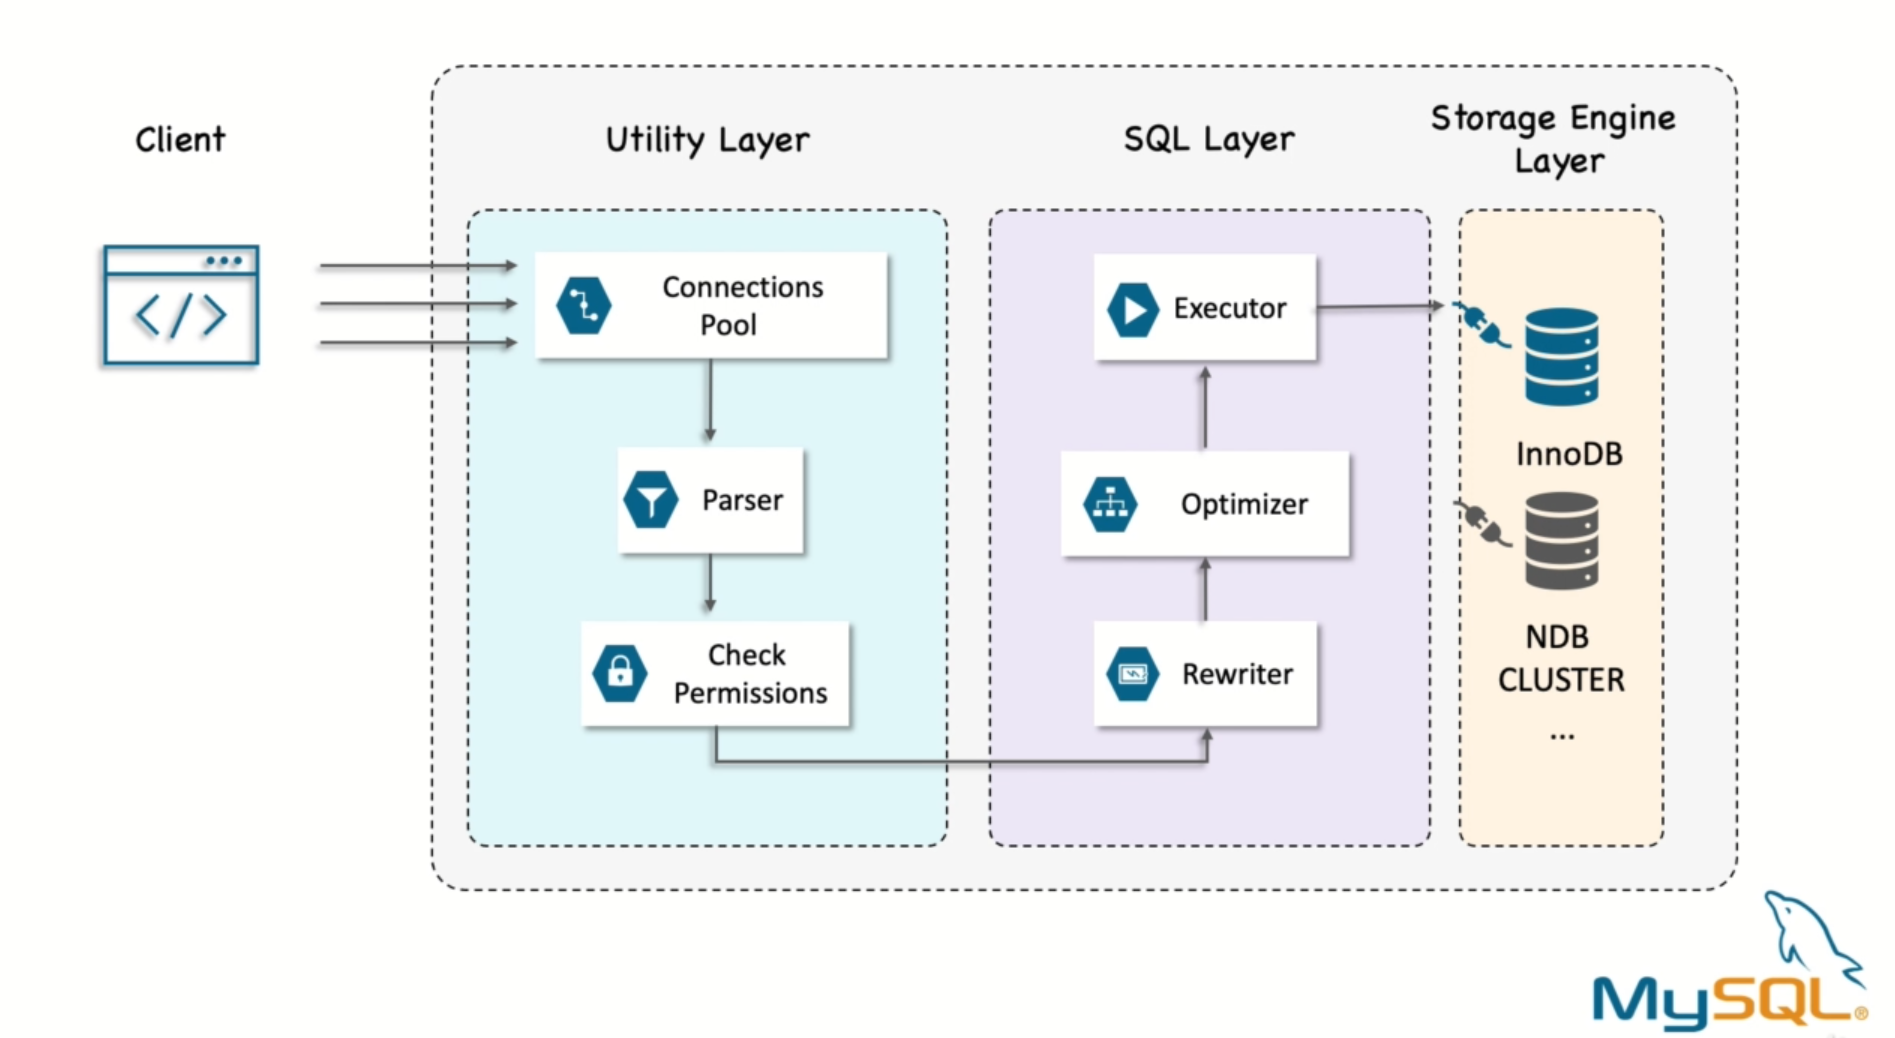 Client
Utility Layer
SQL Layer
Storage Engine
Layer
</>
Connections
Pool
Parser
Check
Permissions
Executor
Optimizer
Rewriter
InnoDB
NDB
CLUSTER
...
MySQL®